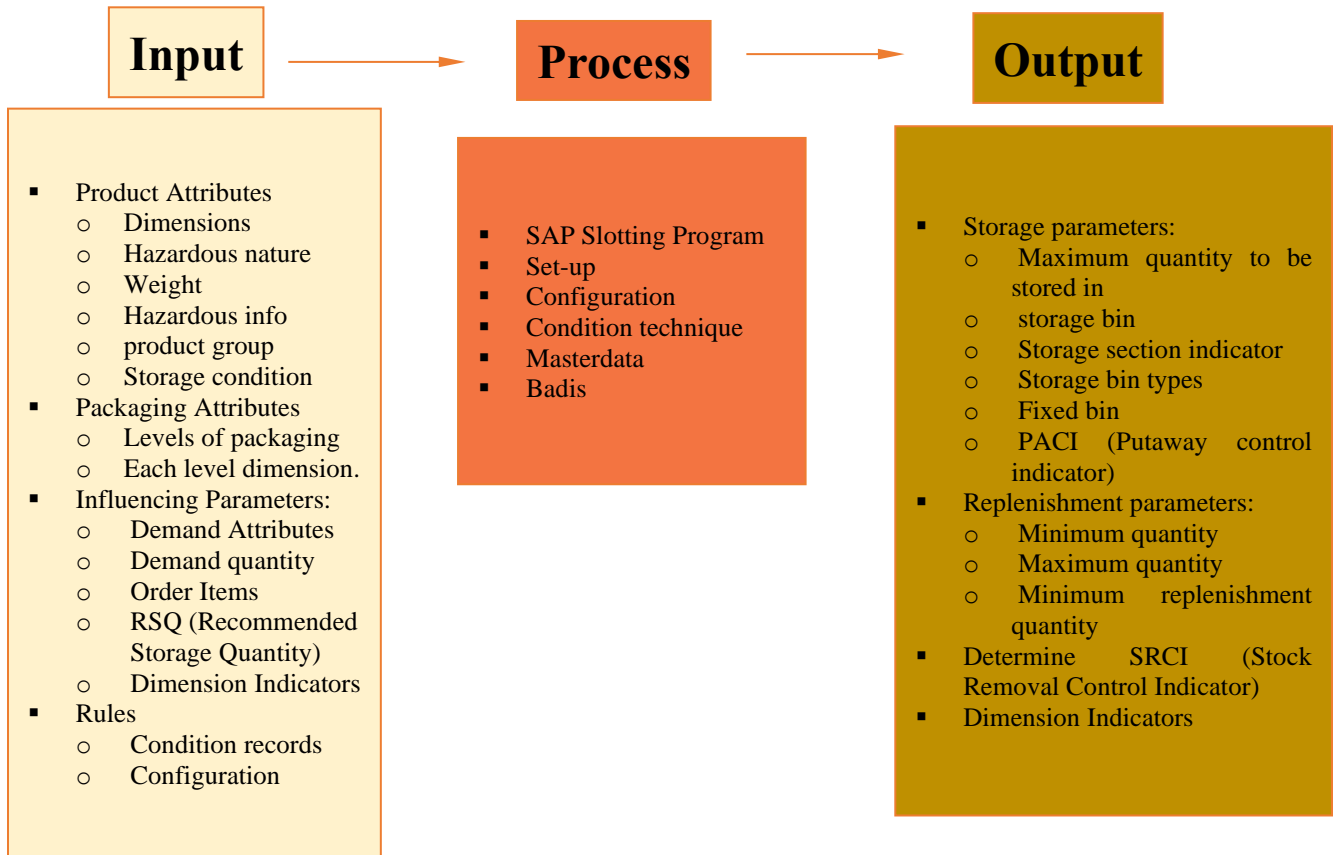 Input
Process
Output
▪ Product Attributes
o Dimensions
o Hazardous nature
o Weight
o Hazardous info
o product group
o Storage condition
▪ Packaging Attributes
o Levels of packaging
o Each level dimension.
▪ Influencing Parameters:
o Demand Attributes
o Demand quantity
o Order Items
o RSQ (Recommended
Storage Quantity)
o Dimension Indicators
▪ Rules
o Condition records
o Configuration
▪ SAP Slotting Program
▪ Set-up
▪ Configuration
▪ Condition technique
▪ Masterdata
▪ Badis
▪ Storage parameters:
o Maximum quantity to be
stored in
o storage bin
o Storage section indicator
o Storage bin types
o Fixed bin
o PACI (Putaway control
indicator)
▪ Replenishment parameters:
o Minimum quantity
o Maximum quantity
o Minimum replenishment
quantity
▪ Determine SRCI (Stock
Removal Control Indicator)
▪ Dimension Indicators